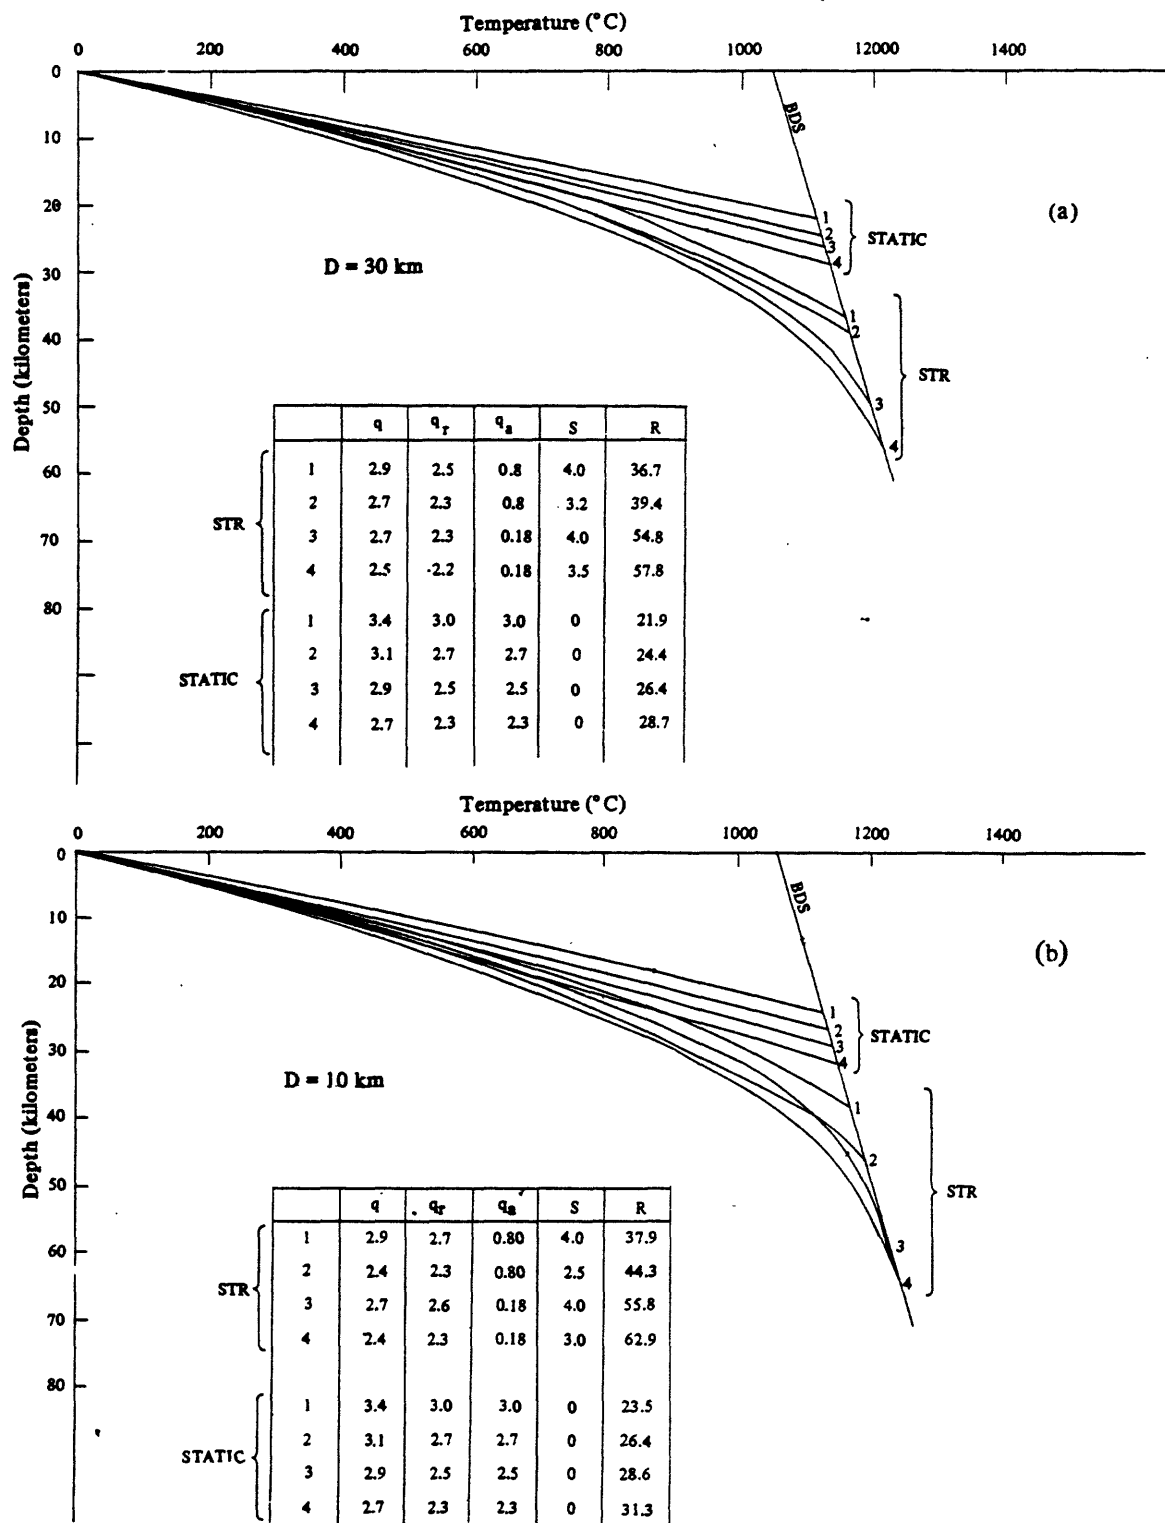 Temperature (°C)
0 200 400 600 800 1000 12000 1400
0
10
20
30
40
50
60
70
80
Depth (kilometers)
BDS
(a)
1
2
3
4
STATIC
D = 30 km
1
2
3
4
STR
q qr qa S R
STR
1 2.9 2.5 0.8 4.0 36.7
2 2.7 2.3 0.8 3.2 39.4
3 2.7 2.3 0.18 4.0 54.8
4 2.5 2.2 0.18 3.5 57.8
STATIC
1 3.4 3.0 3.0 0 21.9
2 3.1 2.7 2.7 0 24.4
3 2.9 2.5 2.5 0 26.4
4 2.7 2.3 2.3 0 28.7
Temperature (°C)
0 200 400 600 800 1000 1200 1400
0
10
20
30
40
50
60
70
80
Depth (kilometers)
BDS
(b)
1
2
3
4
STATIC
D = 10 km
1
2
3
4
STR
q qr qa S R
STR
1 2.9 2.7 0.80 4.0 37.9
2 2.4 2.3 0.80 2.5 44.3
3 2.7 2.6 0.18 4.0 55.8
4 2.4 2.3 0.18 3.0 62.9
STATIC
1 3.4 3.0 3.0 0 23.5
2 3.1 2.7 2.7 0 26.4
3 2.9 2.5 2.5 0 28.6
4 2.7 2.3 2.3 0 31.3